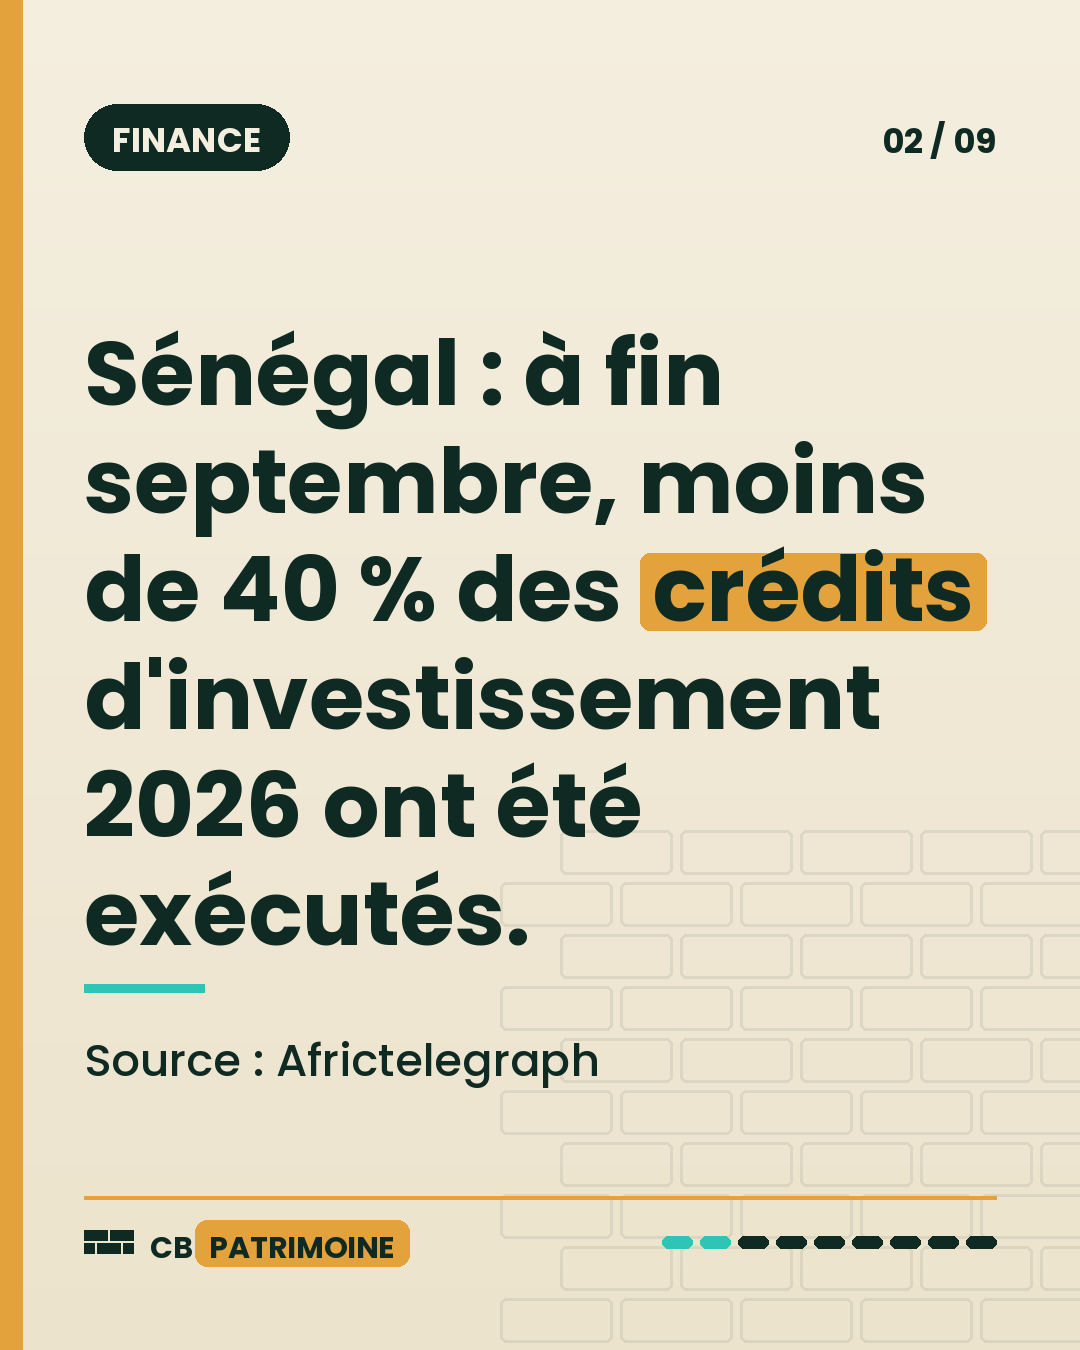 FINANCE
02 / 09
Sénégal : à fin
septembre, moins
de 40 % des crédits
d'investissement
2026 ont été
exécutés.
Source : Africtelegraph
CB PATRIMOINE